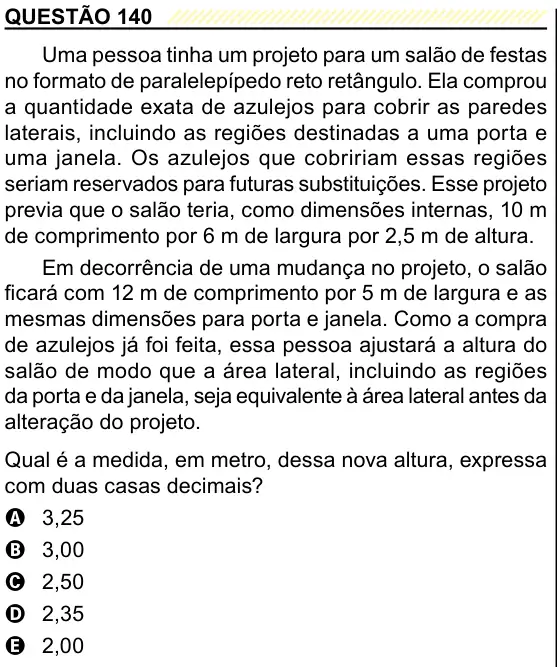 QUESTÃO 140
Uma pessoa tinha um projeto para um salão de festas
no formato de paralelepípedo reto retângulo. Ela comprou
a quantidade exata de azulejos para cobrir as paredes
laterais, incluindo as regiões destinadas a uma porta e
uma janela. Os azulejos que cobririam essas regiões
seriam reservados para futuras substituições. Esse projeto
previa que o salão teria, como dimensões internas, 10 m
de comprimento por 6 m de largura por 2,5 m de altura.
Em decorrência de uma mudança no projeto, o salão
ficará com 12 m de comprimento por 5 m de largura e as
mesmas dimensões para porta e janela. Como a compra
de azulejos já foi feita, essa pessoa ajustará a altura do
salão de modo que a área lateral, incluindo as regiões
da porta e da janela, seja equivalente à área lateral antes da
alteração do projeto.
Qual é a medida, em metro, dessa nova altura, expressa
com duas casas decimais?
A 3,25
B 3,00
C 2,50
D 2,35
E 2,00